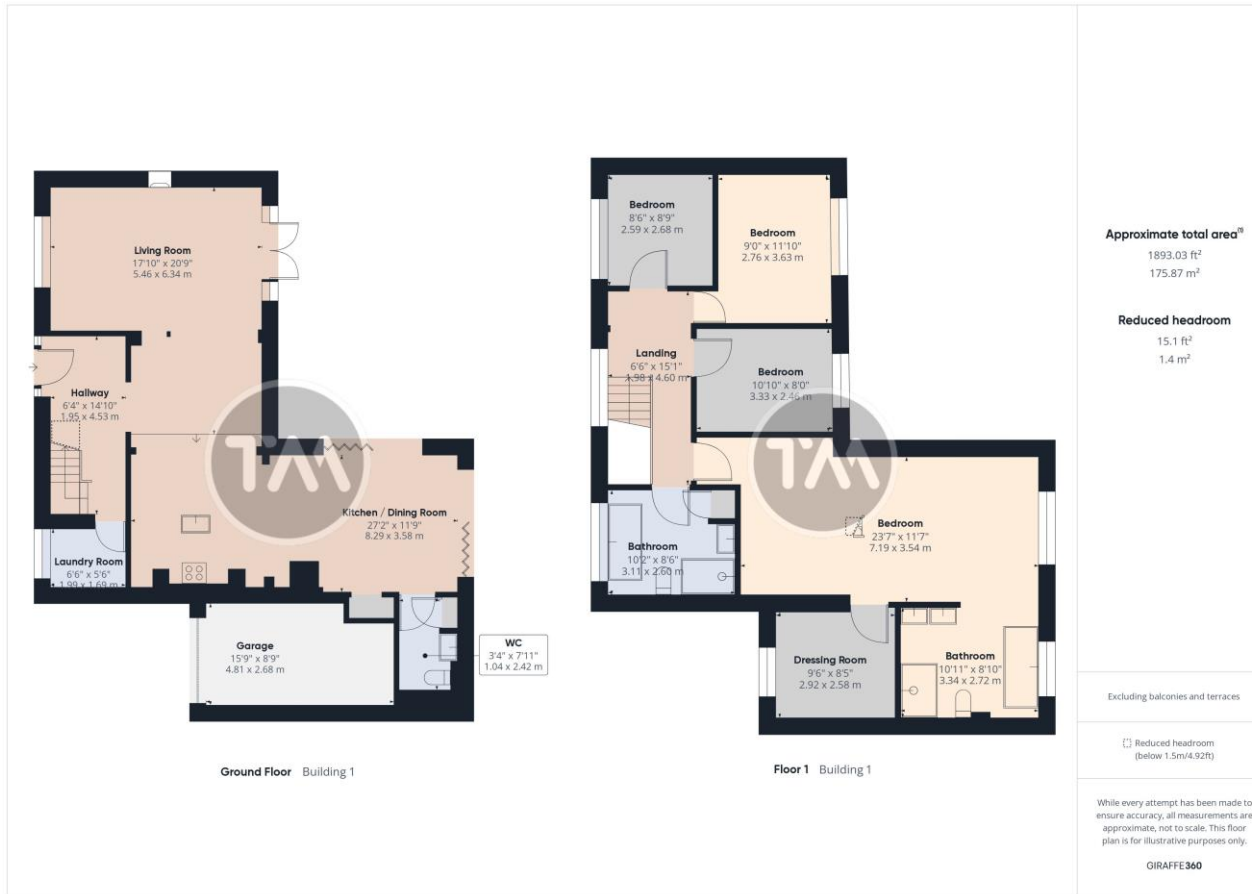 Living Room
17'10" x 20'9"
5.46 x 6.34 m
Hallway
6'4" x 14'10"
1.95 x 4.53 m
TM
Kitchen / Dining Room
27'2" x 11'9"
8.29 x 3.58 m
Laundry Room
6'6" x 5'6"
1.99 x 1.69 m
Garage
15'9" x 8'9"
4.81 x 2.68 m
WC
3'4" x 7'11"
1.04 x 2.42 m
Ground Floor Building 1
Bedroom
8'6" x 8'9"
2.59 x 2.68 m
Bedroom
9'0" x 11'10"
2.76 x 3.63 m
Landing
6'6" x 15'1"
1.98 x 4.60 m
Bedroom
10'10" x 8'0"
3.33 x 2.46 m
TM
Bedroom
23'7" x 11'7"
7.19 x 3.54 m
Bathroom
10'2" x 8'6"
3.11 x 2.60 m
Dressing Room
9'6" x 8'5"
2.92 x 2.58 m
Bathroom
10'11" x 8'10"
3.34 x 2.72 m
Floor 1 Building 1
Approximate total area(1)
1893.03 ft²
175.87 m²
Reduced headroom
15.1 ft²
1.4 m²
Excluding balconies and terraces
Reduced headroom
(below 1.5m/4.92ft)
While every attempt has been made to
ensure accuracy, all measurements are
approximate, not to scale. This floor
plan is for illustrative purposes only.
GIRAFFE360